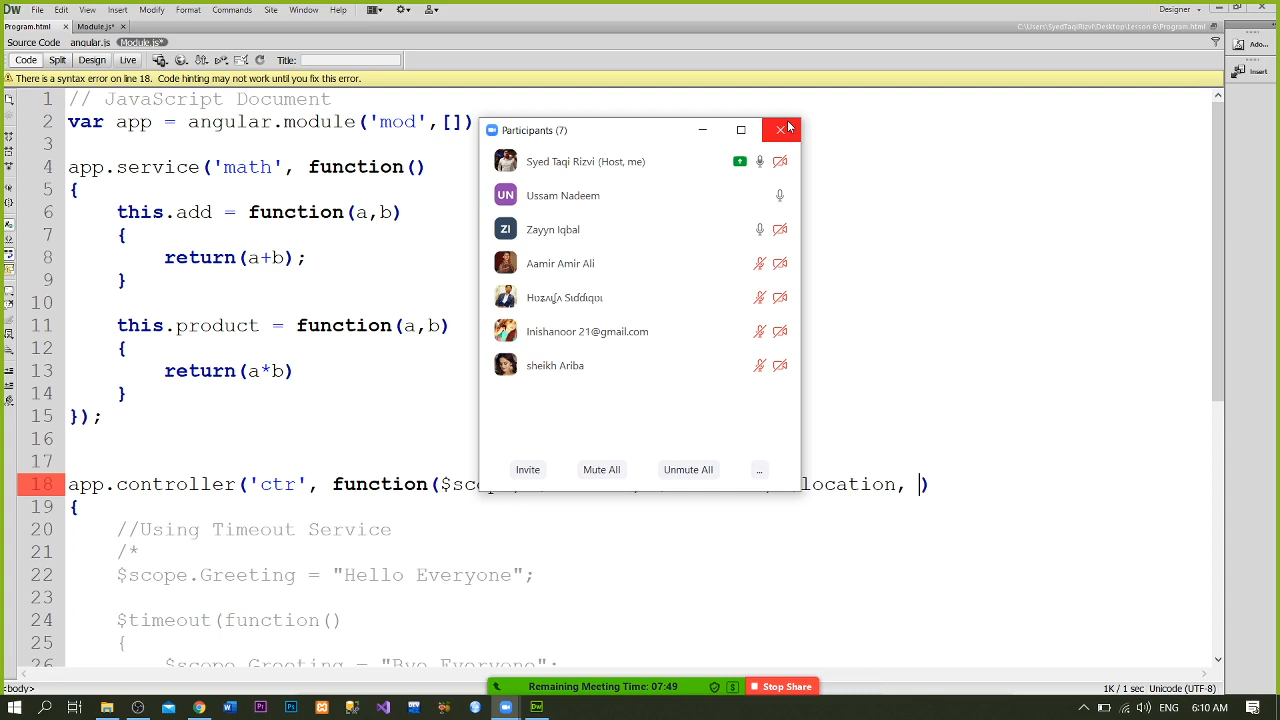 DW File Edit View Insert Modify Format Commands Site Window Help Designer
Program.html Module.js*
C:\Users\SyedTaqiRizvi\Desktop\Lesson 6\Program.html
Source Code angular.js Module.js*
Code Split Design Live Title:
Ado...
Insert
There is a syntax error on line 18. Code hinting may not work until you fix this error.
1 // JavaScript Document
2 var app = angular.module('mod',[])
3
4 app.service('math', function()
5 {
6 this.add = function(a,b)
7 {
8 return(a+b);
9 }
10
11 this.product = function(a,b)
12 {
13 return(a*b)
14 }
15 });
16
17
18 app.controller('ctr', function($scope, location, )
19 {
20 //Using Timeout Service
21 /*
22 $scope.Greeting = "Hello Everyone";
23
24 $timeout(function()
25 {
26 $scope.Greeting = "Bye Everyone";
Participants (7)
Syed Taqi Rizvi (Host, me)
UN Ussam Nadeem
ZI Zayyn Iqbal
Aamir Amir Ali
Inishanoor 21@gmail.com
sheikh Ariba
Invite Mute All Unmute All ...
<body>
Remaining Meeting Time: 07:49 Stop Share
1K / 1 sec Unicode (UTF-8)
ENG 6:10 AM